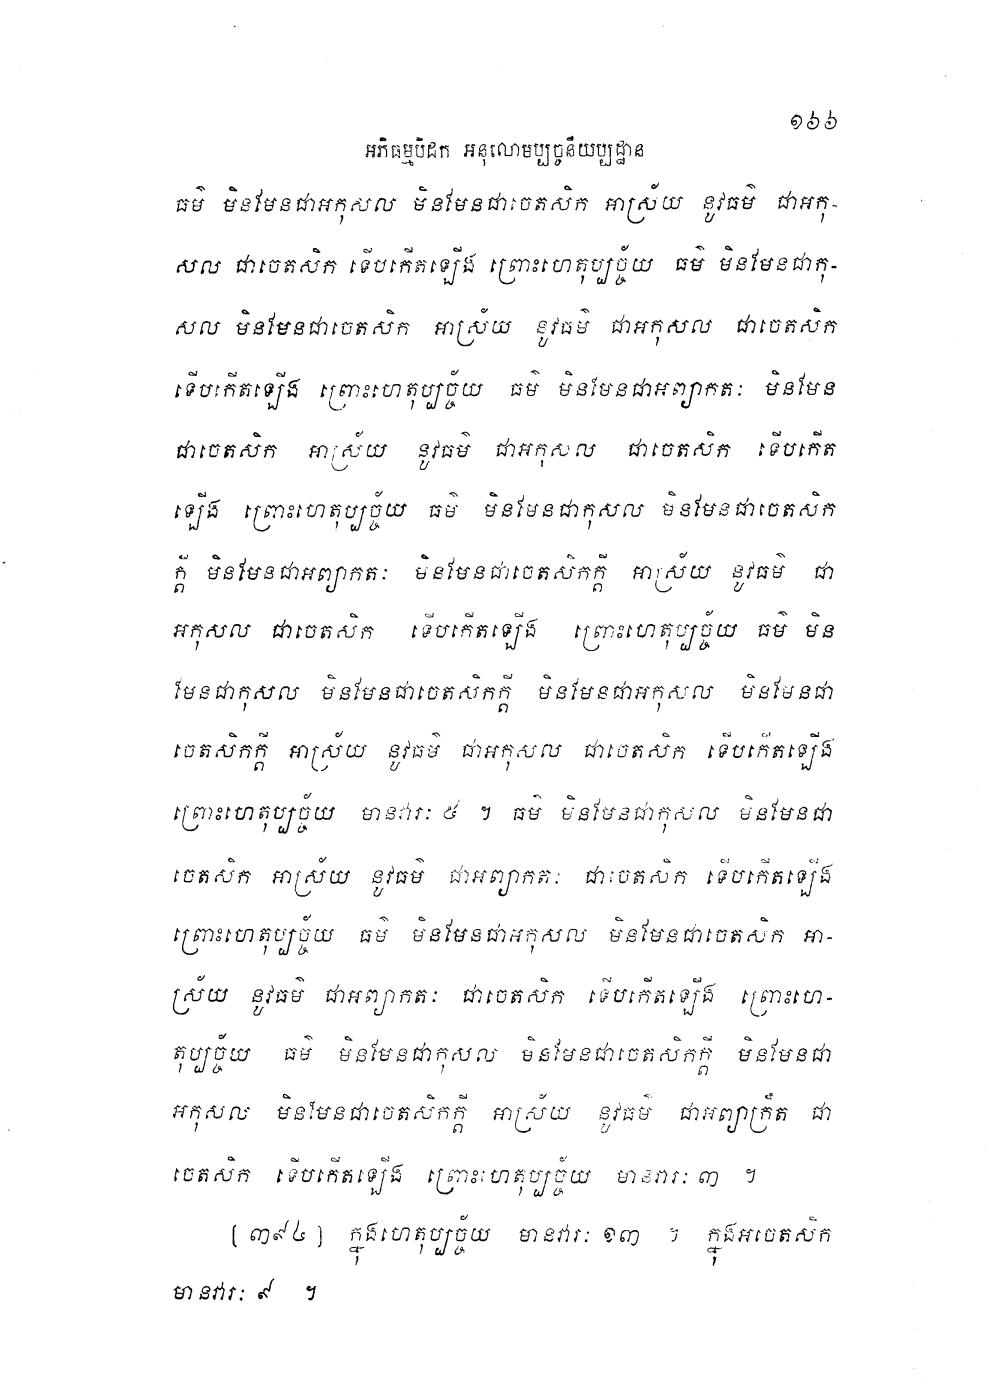 ១៦៦
អភិធម្មបិដក អនុលោមប្បច្ចនីយប្បដ្ឋាន
ធម៌ មិនមែនជាអកុសល មិនមែនជាចេតសិក អាស្រ័យ នូវធម៌ ជាអកុ-
សល ជាចេតសិក ទើបកើតឡើង ព្រោះហេតុប្បច្ច័យ ធម៌ មិនមែនជាកុ-
សល មិនមែនជាចេតសិក អាស្រ័យ នូវធម៌ ជាអកុសល ជាចេតសិក
ទើបកើតឡើង ព្រោះហេតុប្បច្ច័យ ធម៌ មិនមែនជាអព្យាកតៈ មិនមែន
ជាចេតសិក អាស្រ័យ នូវធម៌ ជាអកុសល ជាចេតសិក ទើបកើត
ឡើង ព្រោះហេតុប្បច្ច័យ ធម៌ មិនមែនជាកុសល មិនមែនជាចេតសិក
ក្តី មិនមែនជាអព្យាកតៈ មិនមែនជាចេតសិកក្តី អាស្រ័យ នូវធម៌ ជា
អកុសល ជាចេតសិក ទើបកើតឡើង ព្រោះហេតុប្បច្ច័យ ធម៌ មិន
មែនជាកុសល មិនមែនជាចេតសិកក្តី មិនមែនជាអកុសល មិនមែនជា
ចេតសិកក្តី អាស្រ័យ នូវធម៌ ជាអកុសល ជាចេតសិក ទើបកើតឡើង
ព្រោះហេតុប្បច្ច័យ មានវារៈ ៥ ។ ធម៌ មិនមែនជាកុសល មិនមែនជា
ចេតសិក អាស្រ័យ នូវធម៌ ជាអព្យាកតៈ ជាចេតសិក ទើបកើតឡើង
ព្រោះហេតុប្បច្ច័យ ធម៌ មិនមែនជាអកុសល មិនមែនជាចេតសិក អា-
ស្រ័យ នូវធម៌ ជាអព្យាកតៈ ជាចេតសិក ទើបកើតឡើង ព្រោះហេ-
តុប្បច្ច័យ ធម៌ មិនមែនជាកុសល មិនមែនជាចេតសិកក្តី មិនមែនជា
អកុសល មិនមែនជាចេតសិកក្តី អាស្រ័យ នូវធម៌ ជាអព្យាក្រឹត ជា
ចេតសិក ទើបកើតឡើង ព្រោះហេតុប្បច្ច័យ មានវារៈ ៣ ។
[ ៣៩៤ ] ក្នុងហេតុប្បច្ច័យ មានវារៈ ១៣ ។ ក្នុងអចេតសិក
មានវារៈ ៩ ។